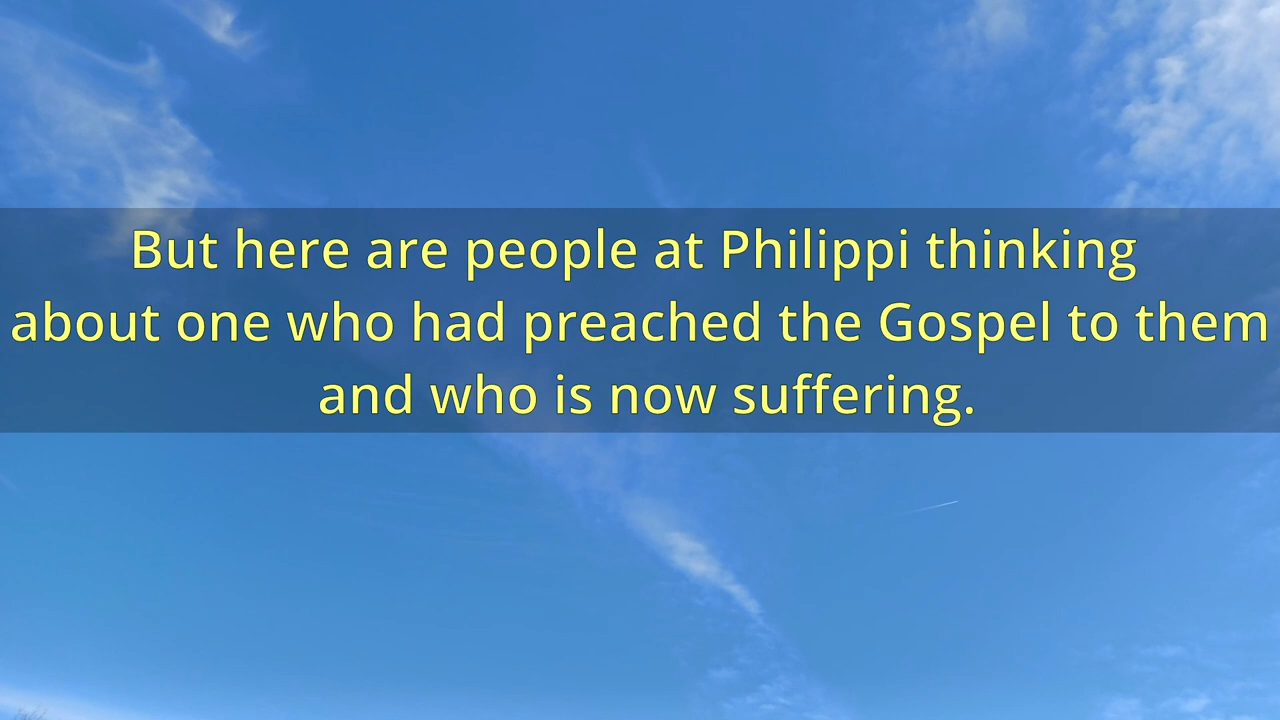 But here are people at Philippi thinking
about one who had preached the Gospel to them
and who is now suffering.